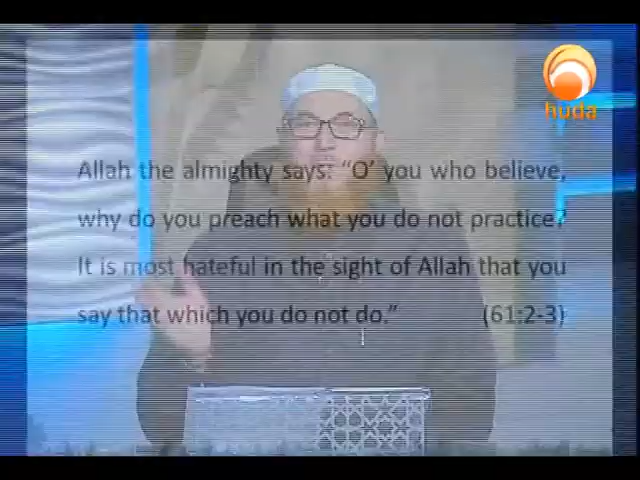 huda
Allah the almighty says: “O’ you who believe,
why do you preach what you do not practice?
It is most hateful in the sight of Allah that you
say that which you do not do.” (61:2-3)